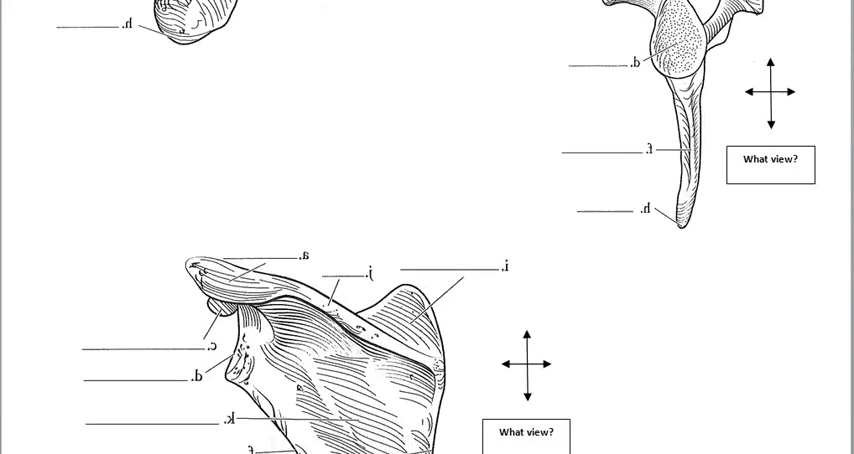 h.
d.
What view?
f.
h.
a.
j.
i.
c.
d.
k.
What view?
f.